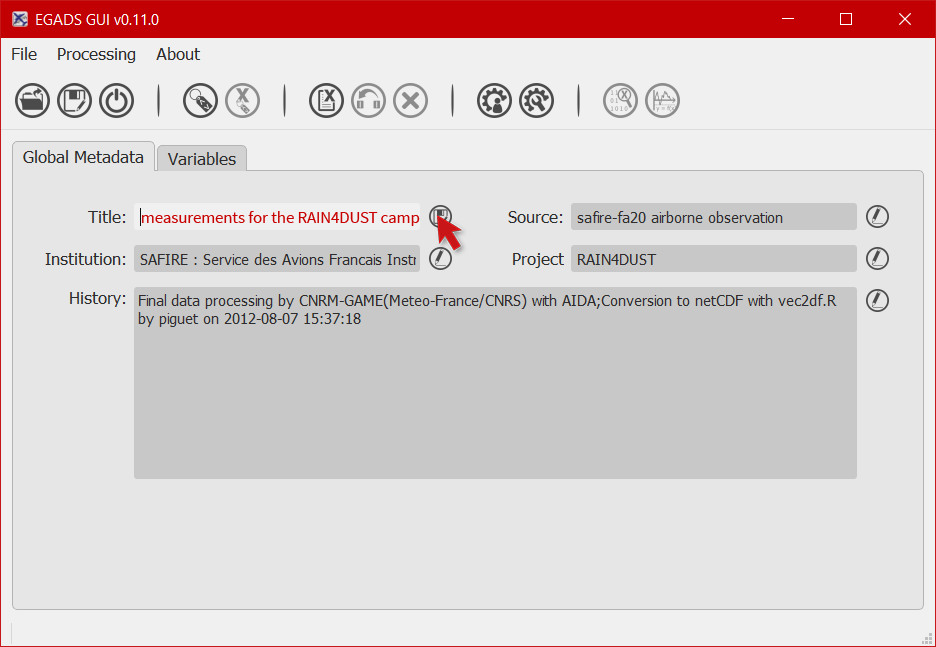 EGADS GUI v0.11.0
File Processing About
Global Metadata Variables
Title: measurements for the RAIN4DUST camp Source: safire-fa20 airborne observation
Institution: SAFIRE : Service des Avions Francais Instr Project RAIN4DUST
History: Final data processing by CNRM-GAME(Meteo-France/CNRS) with AIDA;Conversion to netCDF with vec2df.R
by piguet on 2012-08-07 15:37:18